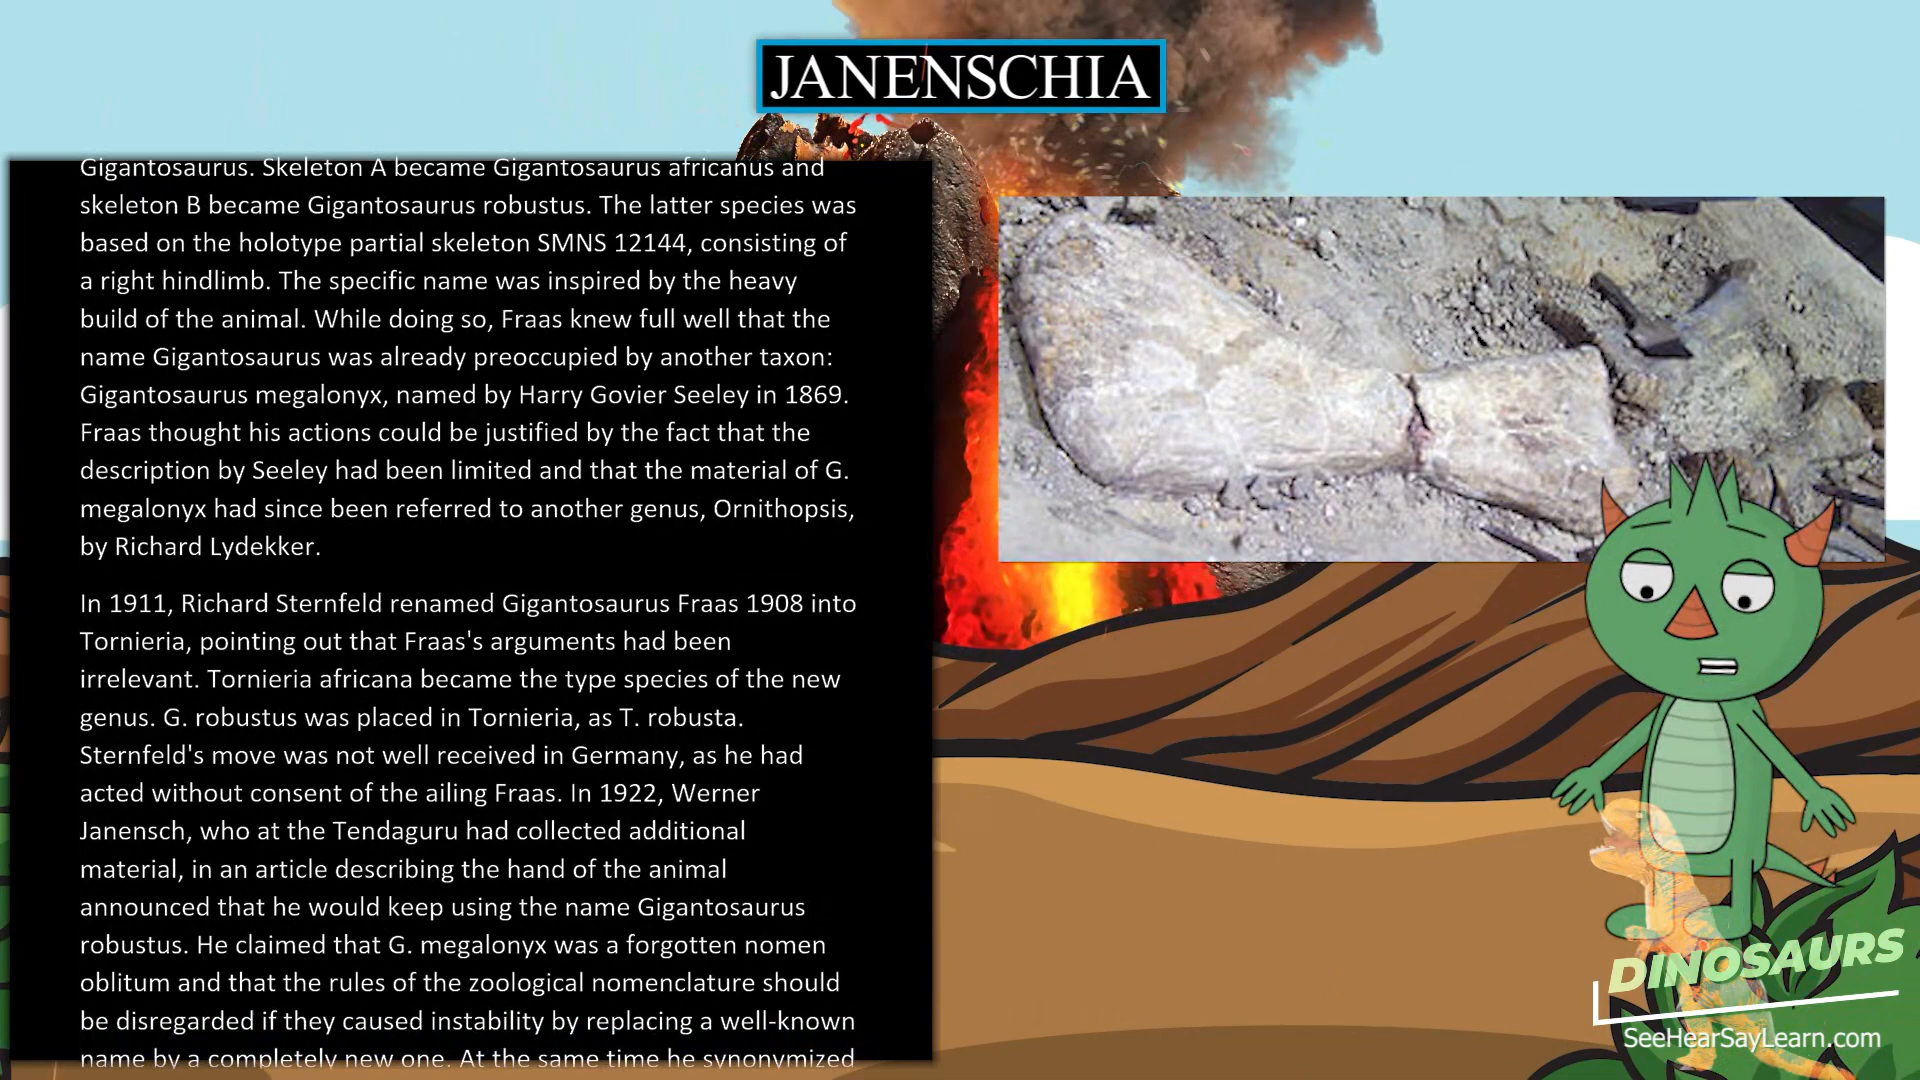 JANENSCHIA
Gigantosaurus. Skeleton A became Gigantosaurus africanus and
skeleton B became Gigantosaurus robustus. The latter species was
based on the holotype partial skeleton SMNS 12144, consisting of
a right hindlimb. The specific name was inspired by the heavy
build of the animal. While doing so, Fraas knew full well that the
name Gigantosaurus was already preoccupied by another taxon:
Gigantosaurus megalonyx, named by Harry Govier Seeley in 1869.
Fraas thought his actions could be justified by the fact that the
description by Seeley had been limited and that the material of G.
megalonyx had since been referred to another genus, Ornithopsis,
by Richard Lydekker.
In 1911, Richard Sternfeld renamed Gigantosaurus Fraas 1908 into
Tornieria, pointing out that Fraas's arguments had been
irrelevant. Tornieria africana became the type species of the new
genus. G. robustus was placed in Tornieria, as T. robusta.
Sternfeld's move was not well received in Germany, as he had
acted without consent of the ailing Fraas. In 1922, Werner
Janensch, who at the Tendaguru had collected additional
material, in an article describing the hand of the animal
announced that he would keep using the name Gigantosaurus
robustus. He claimed that G. megalonyx was a forgotten nomen
oblitum and that the rules of the zoological nomenclature should
be disregarded if they caused instability by replacing a well-known
name by a completely new one. At the same time he synonymized
DINOSAURS
SeeHearSayLearn.com